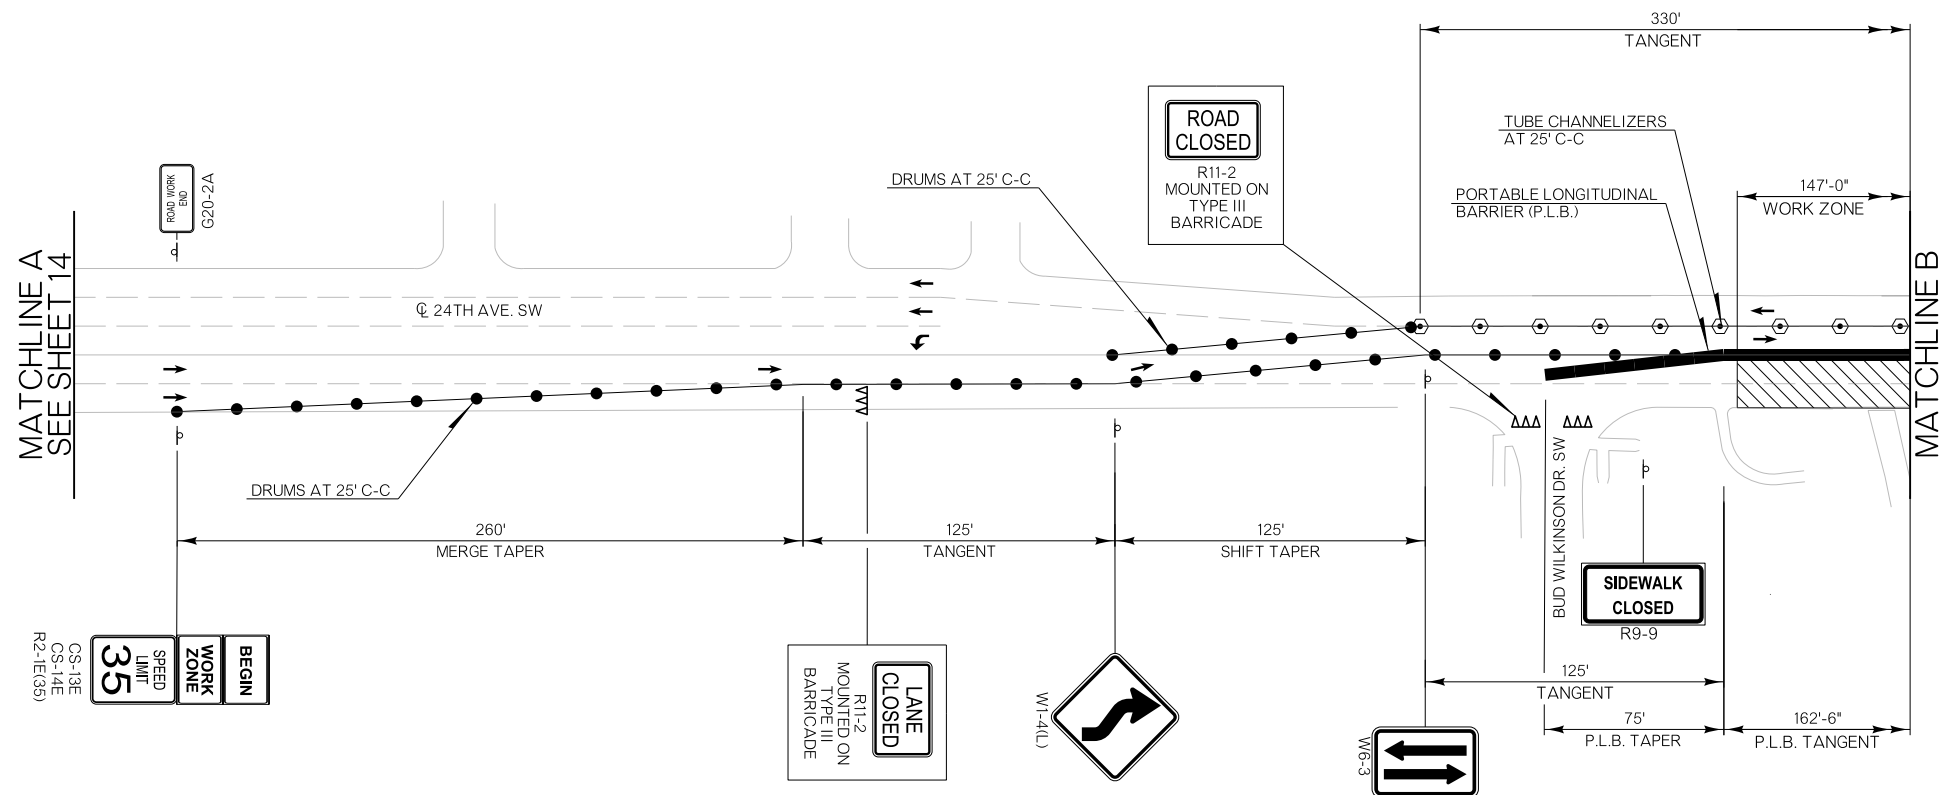 330'
TANGENT
ROAD
CLOSED
R11-2
MOUNTED ON
TYPE III
BARRICADE
TUBE CHANNELIZERS
AT 25' C-C
DRUMS AT 25' C-C
PORTABLE LONGITUDINAL
BARRIER (P.L.B.)
147'-0"
WORK ZONE
ROAD WORK
END
G20-2A
MATCHLINE A
SEE SHEET 14
℄ 24TH AVE. SW
MATCHLINE B
DRUMS AT 25' C-C
260'
MERGE TAPER
125'
TANGENT
125'
SHIFT TAPER
BUD WILKINSON DR. SW
SIDEWALK
CLOSED
R9-9
BEGIN
WORK
ZONE
SPEED
LIMIT
35
CS-13E
CS-14E
R2-1E(35)
LANE
CLOSED
R11-2
MOUNTED ON
TYPE III
BARRICADE
W1-4(L)
W6-3
125'
TANGENT
75'
P.L.B. TAPER
162'-6"
P.L.B. TANGENT